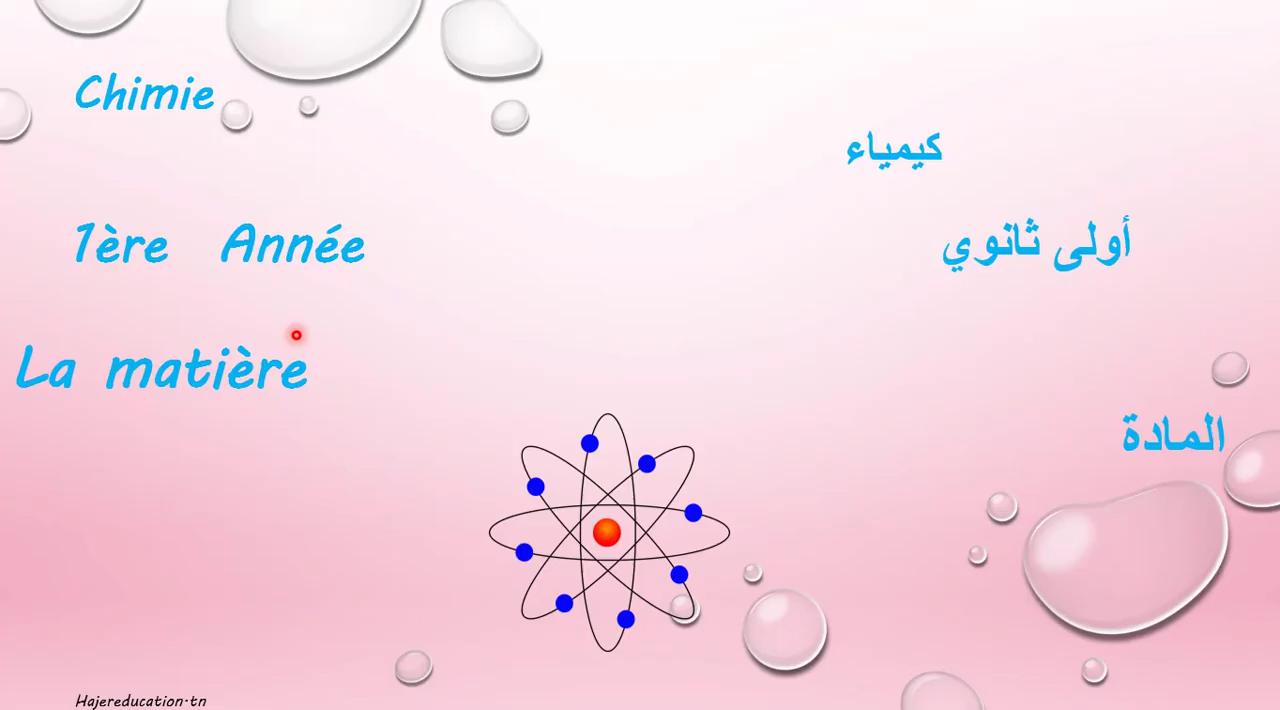 Chimie
كيمياء
1ère Année
أولى ثانوي
La matière
المادة
Hajereducation.tn